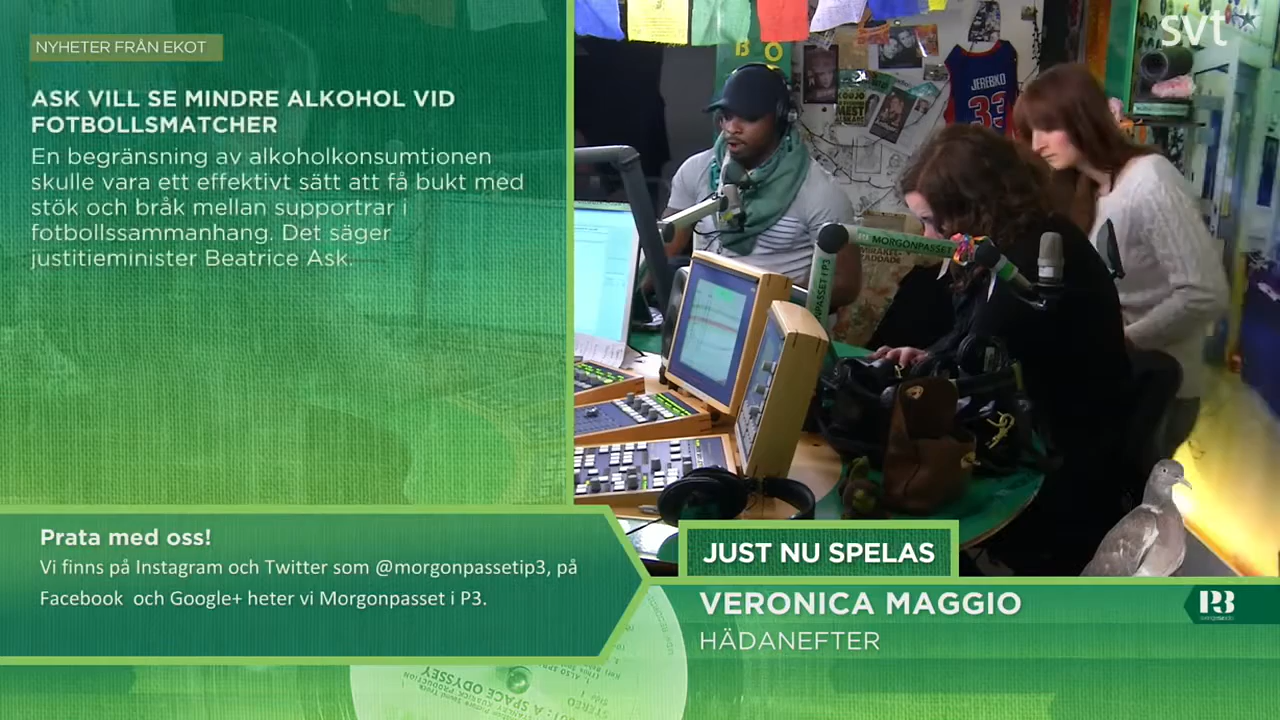 NYHETER FRÅN EKOT
ASK VILL SE MINDRE ALKOHOL VID
FOTBOLLSMATCHER
En begränsning av alkoholkonsumtionen
skulle vara ett effektivt sätt att få bukt med
stök och bråk mellan supportrar i
fotbollssammanhang. Det säger
justitieminister Beatrice Ask.
svt
B O
JEREBKO
33
MORGONPASSET
PASSET i P3
Prata med oss!
Vi finns på Instagram och Twitter som @morgonpassetip3, på
Facebook och Google+ heter vi Morgonpasset i P3.
JUST NU SPELAS
VERONICA MAGGIO
HÄDANEFTER
P3
A SPACE ODYSSEY
STEREO